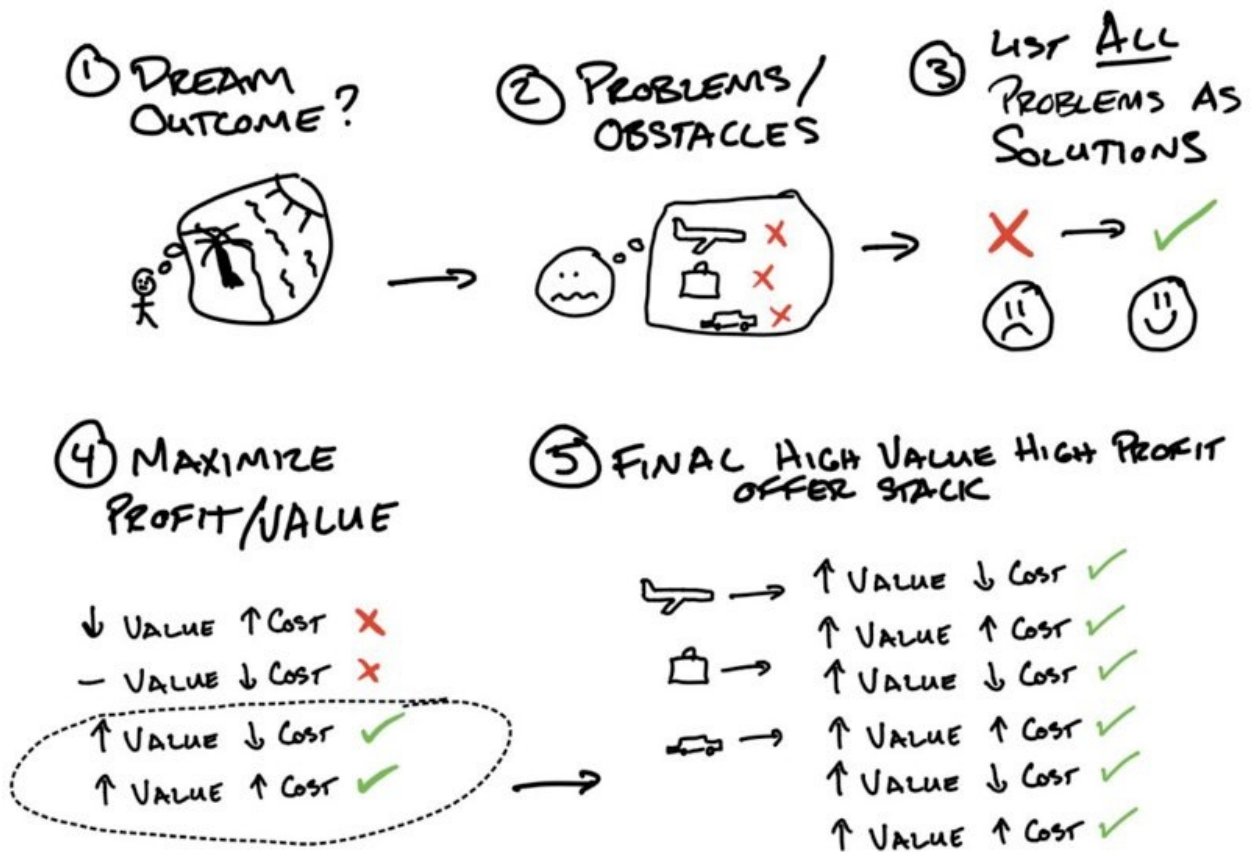 ① DREAM
OUTCOME?
② PROBLEMS/
OBSTACLES
③ LIST ALL
PROBLEMS AS
SOLUTIONS
④ MAXIMIZE
PROFIT/VALUE
↓ VALUE ↑ COST ✗
– VALUE ↓ COST ✗
↑ VALUE ↓ COST ✓
↑ VALUE ↑ COST ✓
⑤ FINAL HIGH VALUE HIGH PROFIT
OFFER STACK
↑ VALUE ↓ COST ✓
↑ VALUE ↑ COST ✓
↑ VALUE ↓ COST ✓
↑ VALUE ↑ COST ✓
↑ VALUE ↓ COST ✓
↑ VALUE ↑ COST ✓